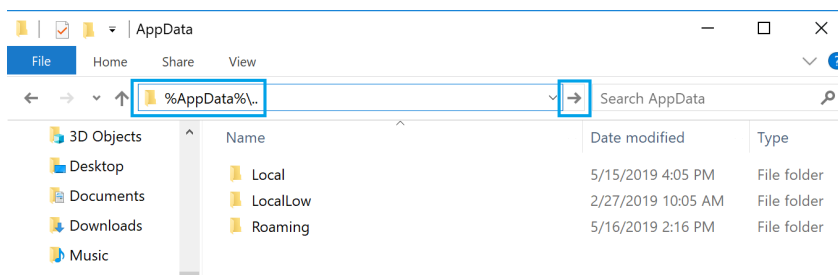 AppData
File Home Share View
%AppData%\.. Search AppData
3D Objects
Desktop
Documents
Downloads
Music
Name Date modified Type
Local 5/15/2019 4:05 PM File folder
LocalLow 2/27/2019 10:05 AM File folder
Roaming 5/16/2019 2:16 PM File folder